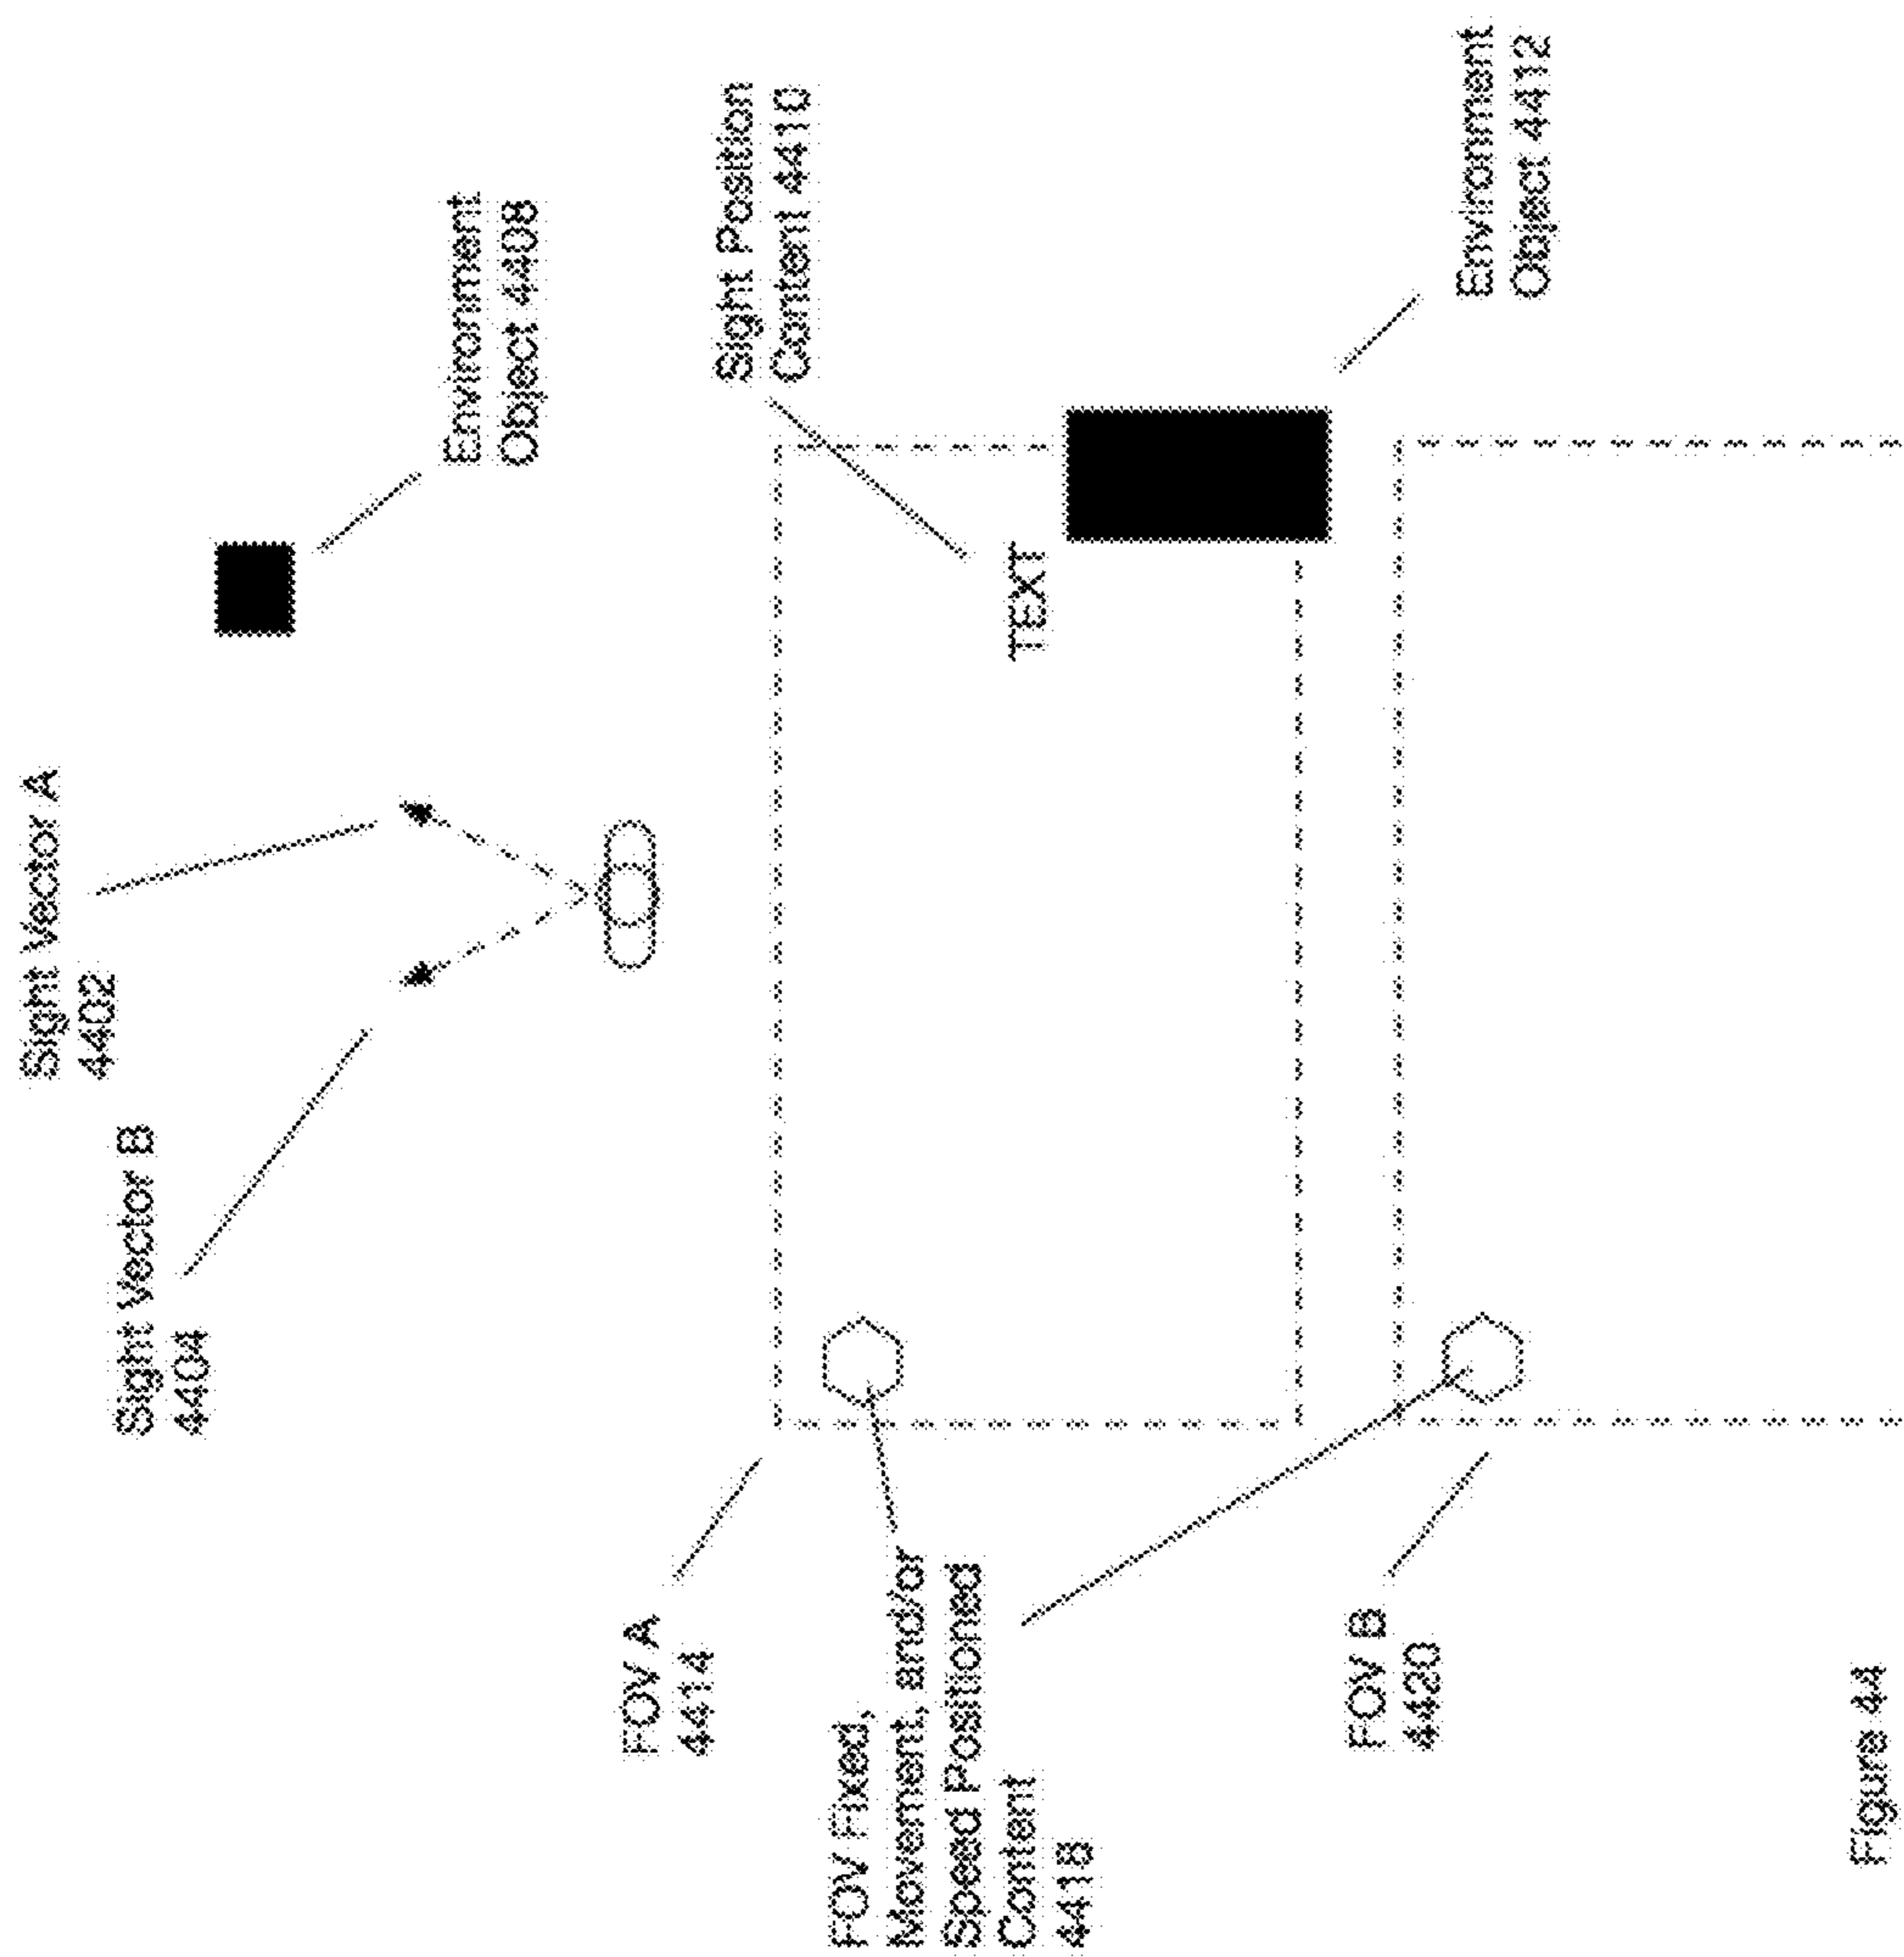 Sight Vector A
4402
Sight Vector B
4404
Environment
Object 4408
FOV A
4414
Sight Position
Content 4410
FOV Fixed,
Movement, and/or
Speed Positioned
Content
4418
TEXT
Environment
Object 4412
FOV B
4420
Figure 44